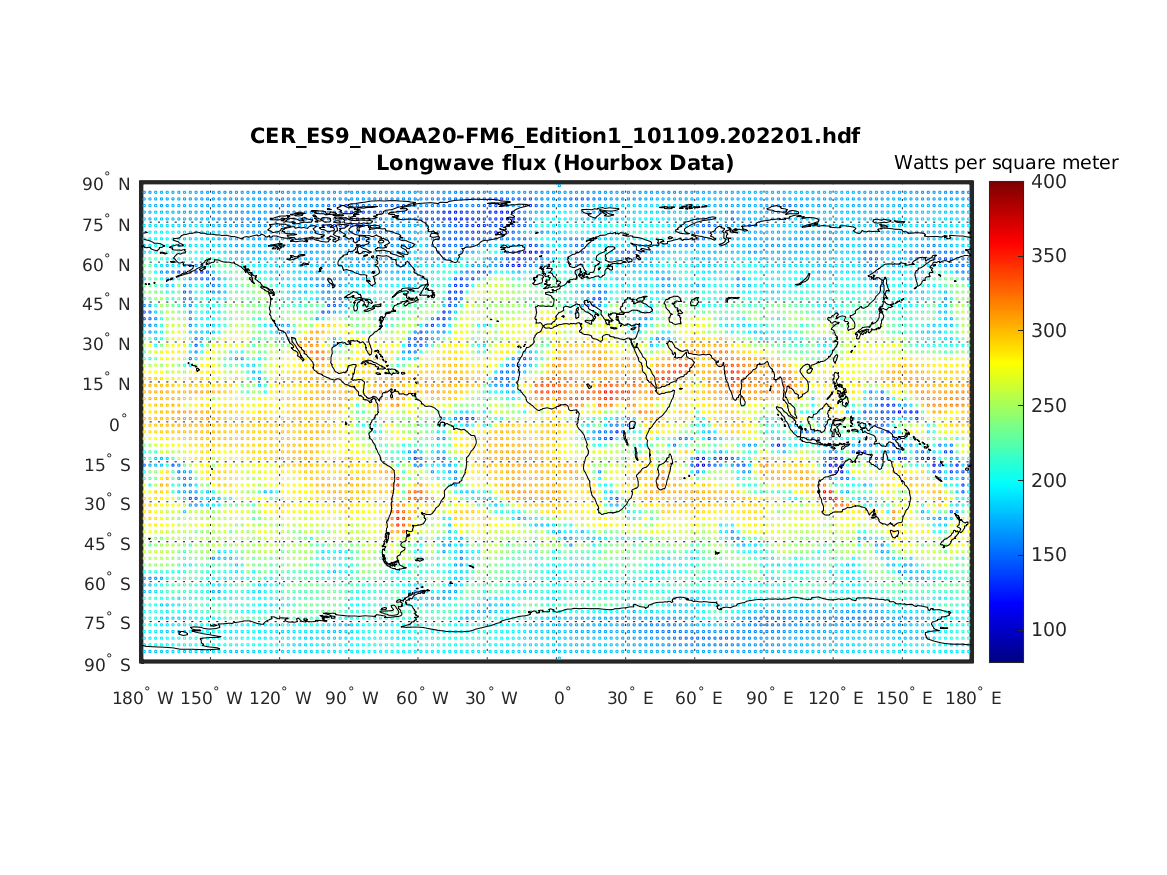 CER_ES9_NOAA20-FM6_Edition1_101109.202201.hdf
Longwave flux (Hourbox Data)
Watts per square meter
90° N
75° N
60° N
45° N
30° N
15° N
0°
15° S
30° S
45° S
60° S
75° S
90° S
180° W 150° W 120° W 90° W 60° W 30° W 0° 30° E 60° E 90° E 120° E 150° E 180° E
400
350
300
250
200
150
100